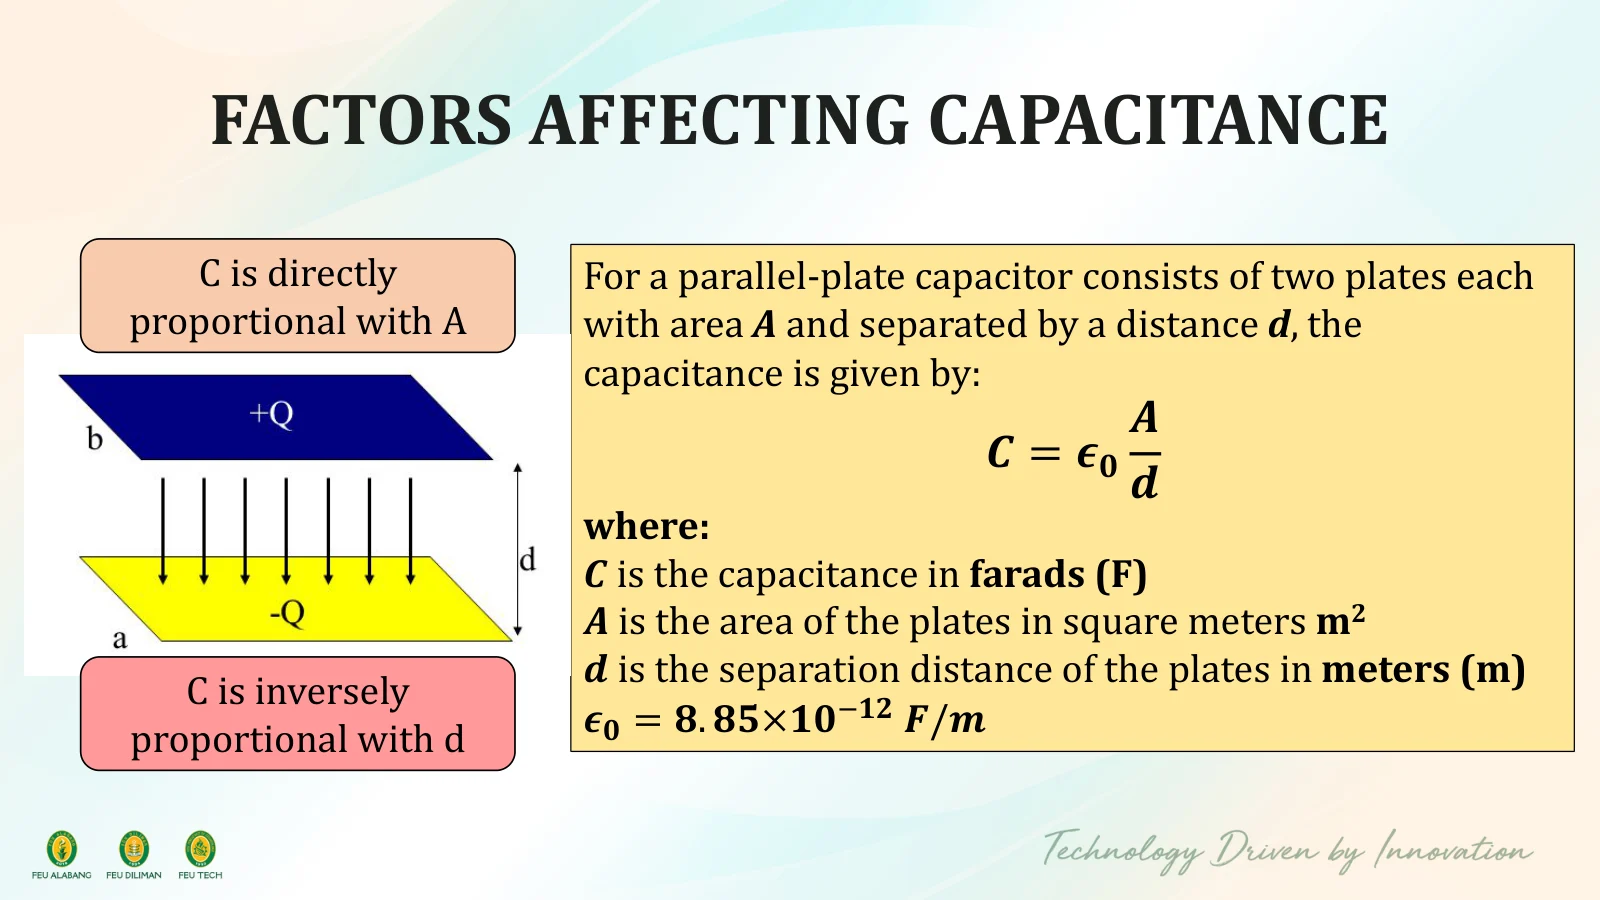 FACTORS AFFECTING CAPACITANCE
C is directly
proportional with A
+Q
b
d
-Q
a
C is inversely
proportional with d
For a parallel-plate capacitor consists of two plates each
with area A and separated by a distance d, the
capacitance is given by:
C = ϵ₀ A/d
where:
C is the capacitance in farads (F)
A is the area of the plates in square meters m²
d is the separation distance of the plates in meters (m)
ϵ₀ = 8.85×10⁻¹² F/m
FEU ALABANG
FEU DILIMAN
FEU TECH
Technology Driven by Innovation